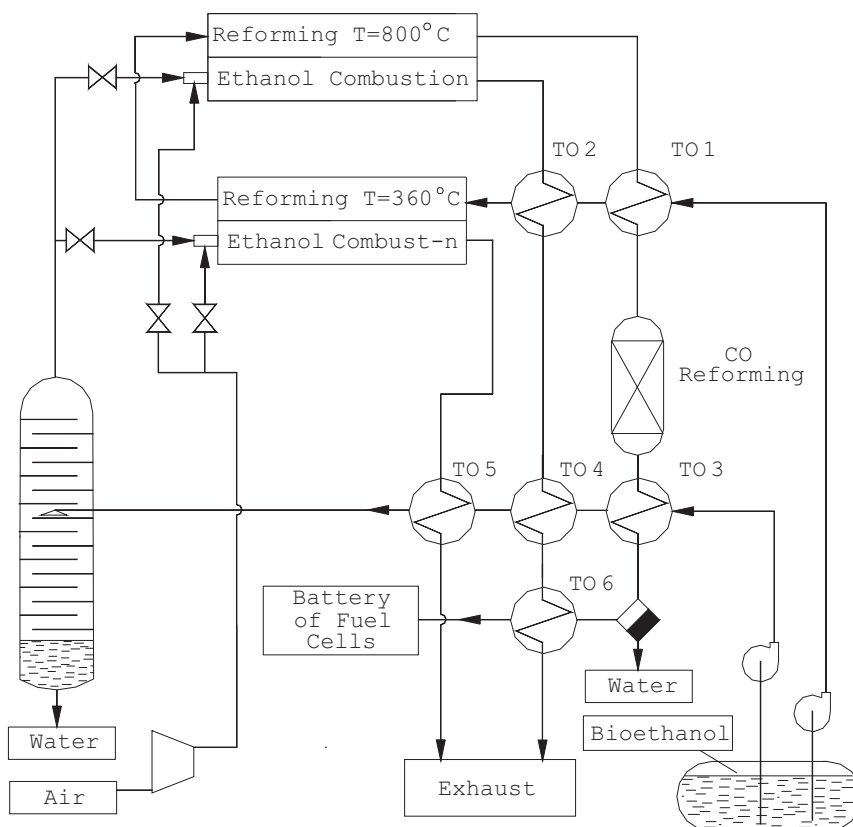 Reforming T=800°C
Ethanol Combustion
TO 2
TO 1
Reforming T=360°C
Ethanol Combust-n
CO
Reforming
TO 5
TO 4
TO 3
TO 6
Battery
of Fuel
Cells
Water
Bioethanol
Water
Air
Exhaust